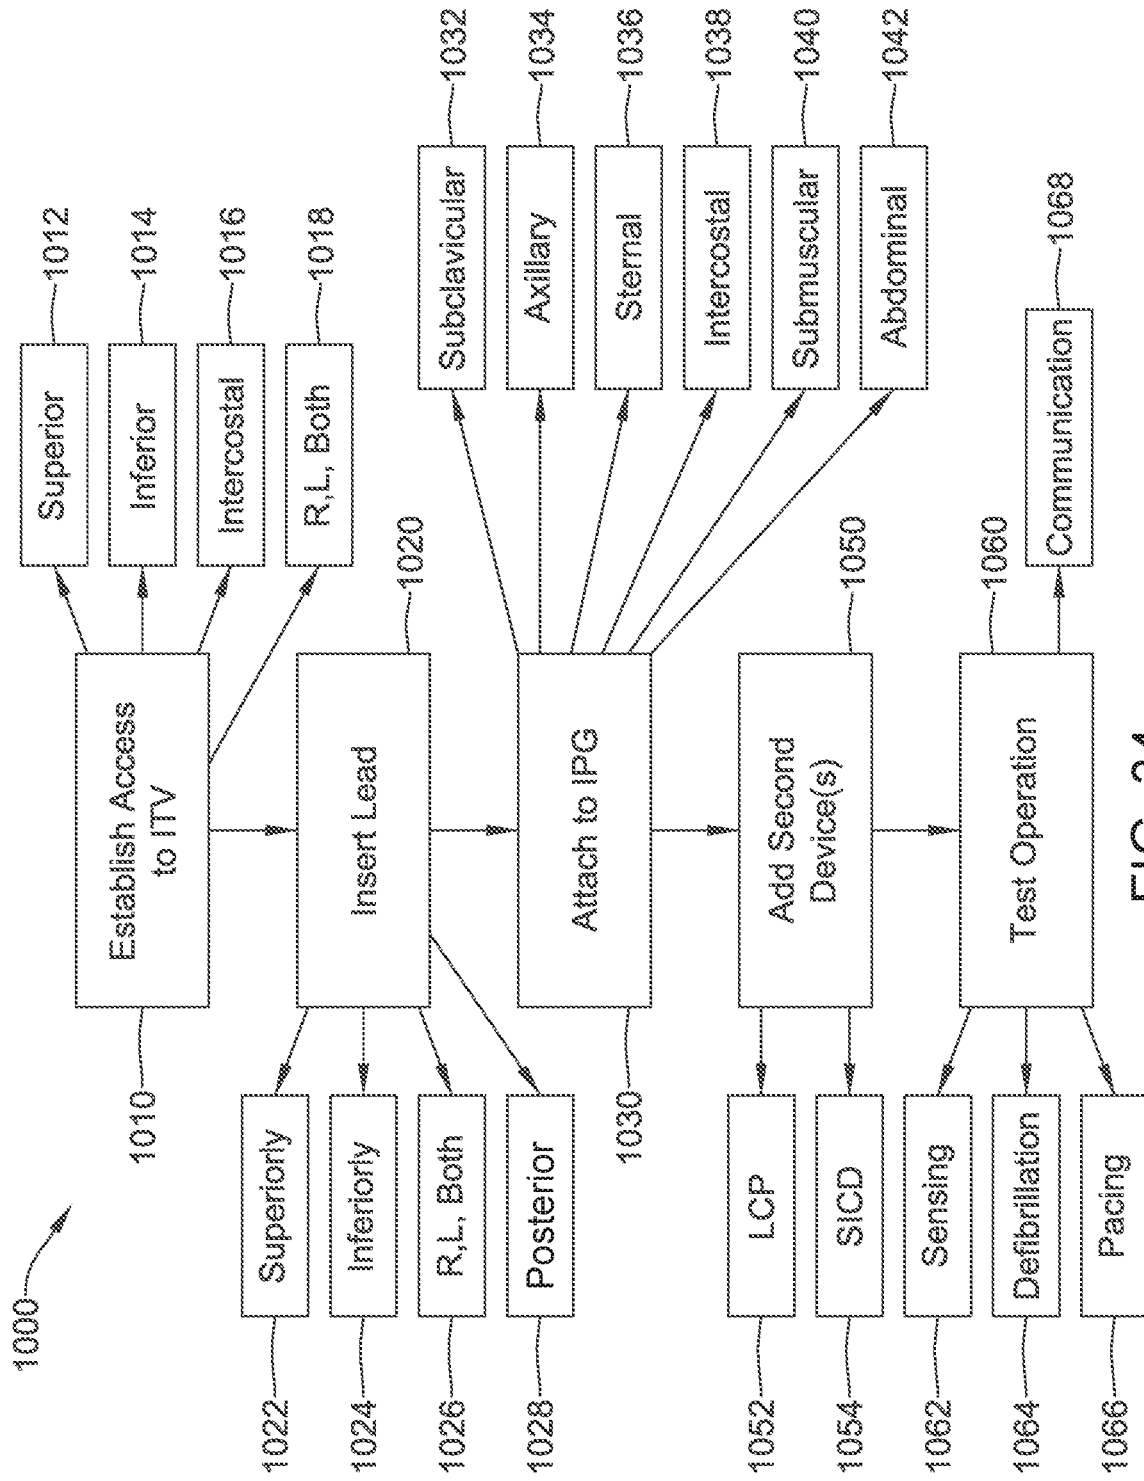 1000
1010
Establish Access
to ITV
Superior
1012
Inferior
1014
Intercostal
1016
R,L, Both
1018
Insert Lead
1020
Superiorly
1022
Inferiorly
1024
R,L, Both
1026
Posterior
1028
Attach to IPG
1030
Subclavicular
1032
Axillary
1034
Sternal
1036
Intercostal
1038
Submuscular
1040
Abdominal
1042
Add Second
Device(s)
1050
LCP
1052
SICD
1054
Test Operation
1060
Sensing
1062
Defibrillation
1064
Pacing
1066
Communication
1068